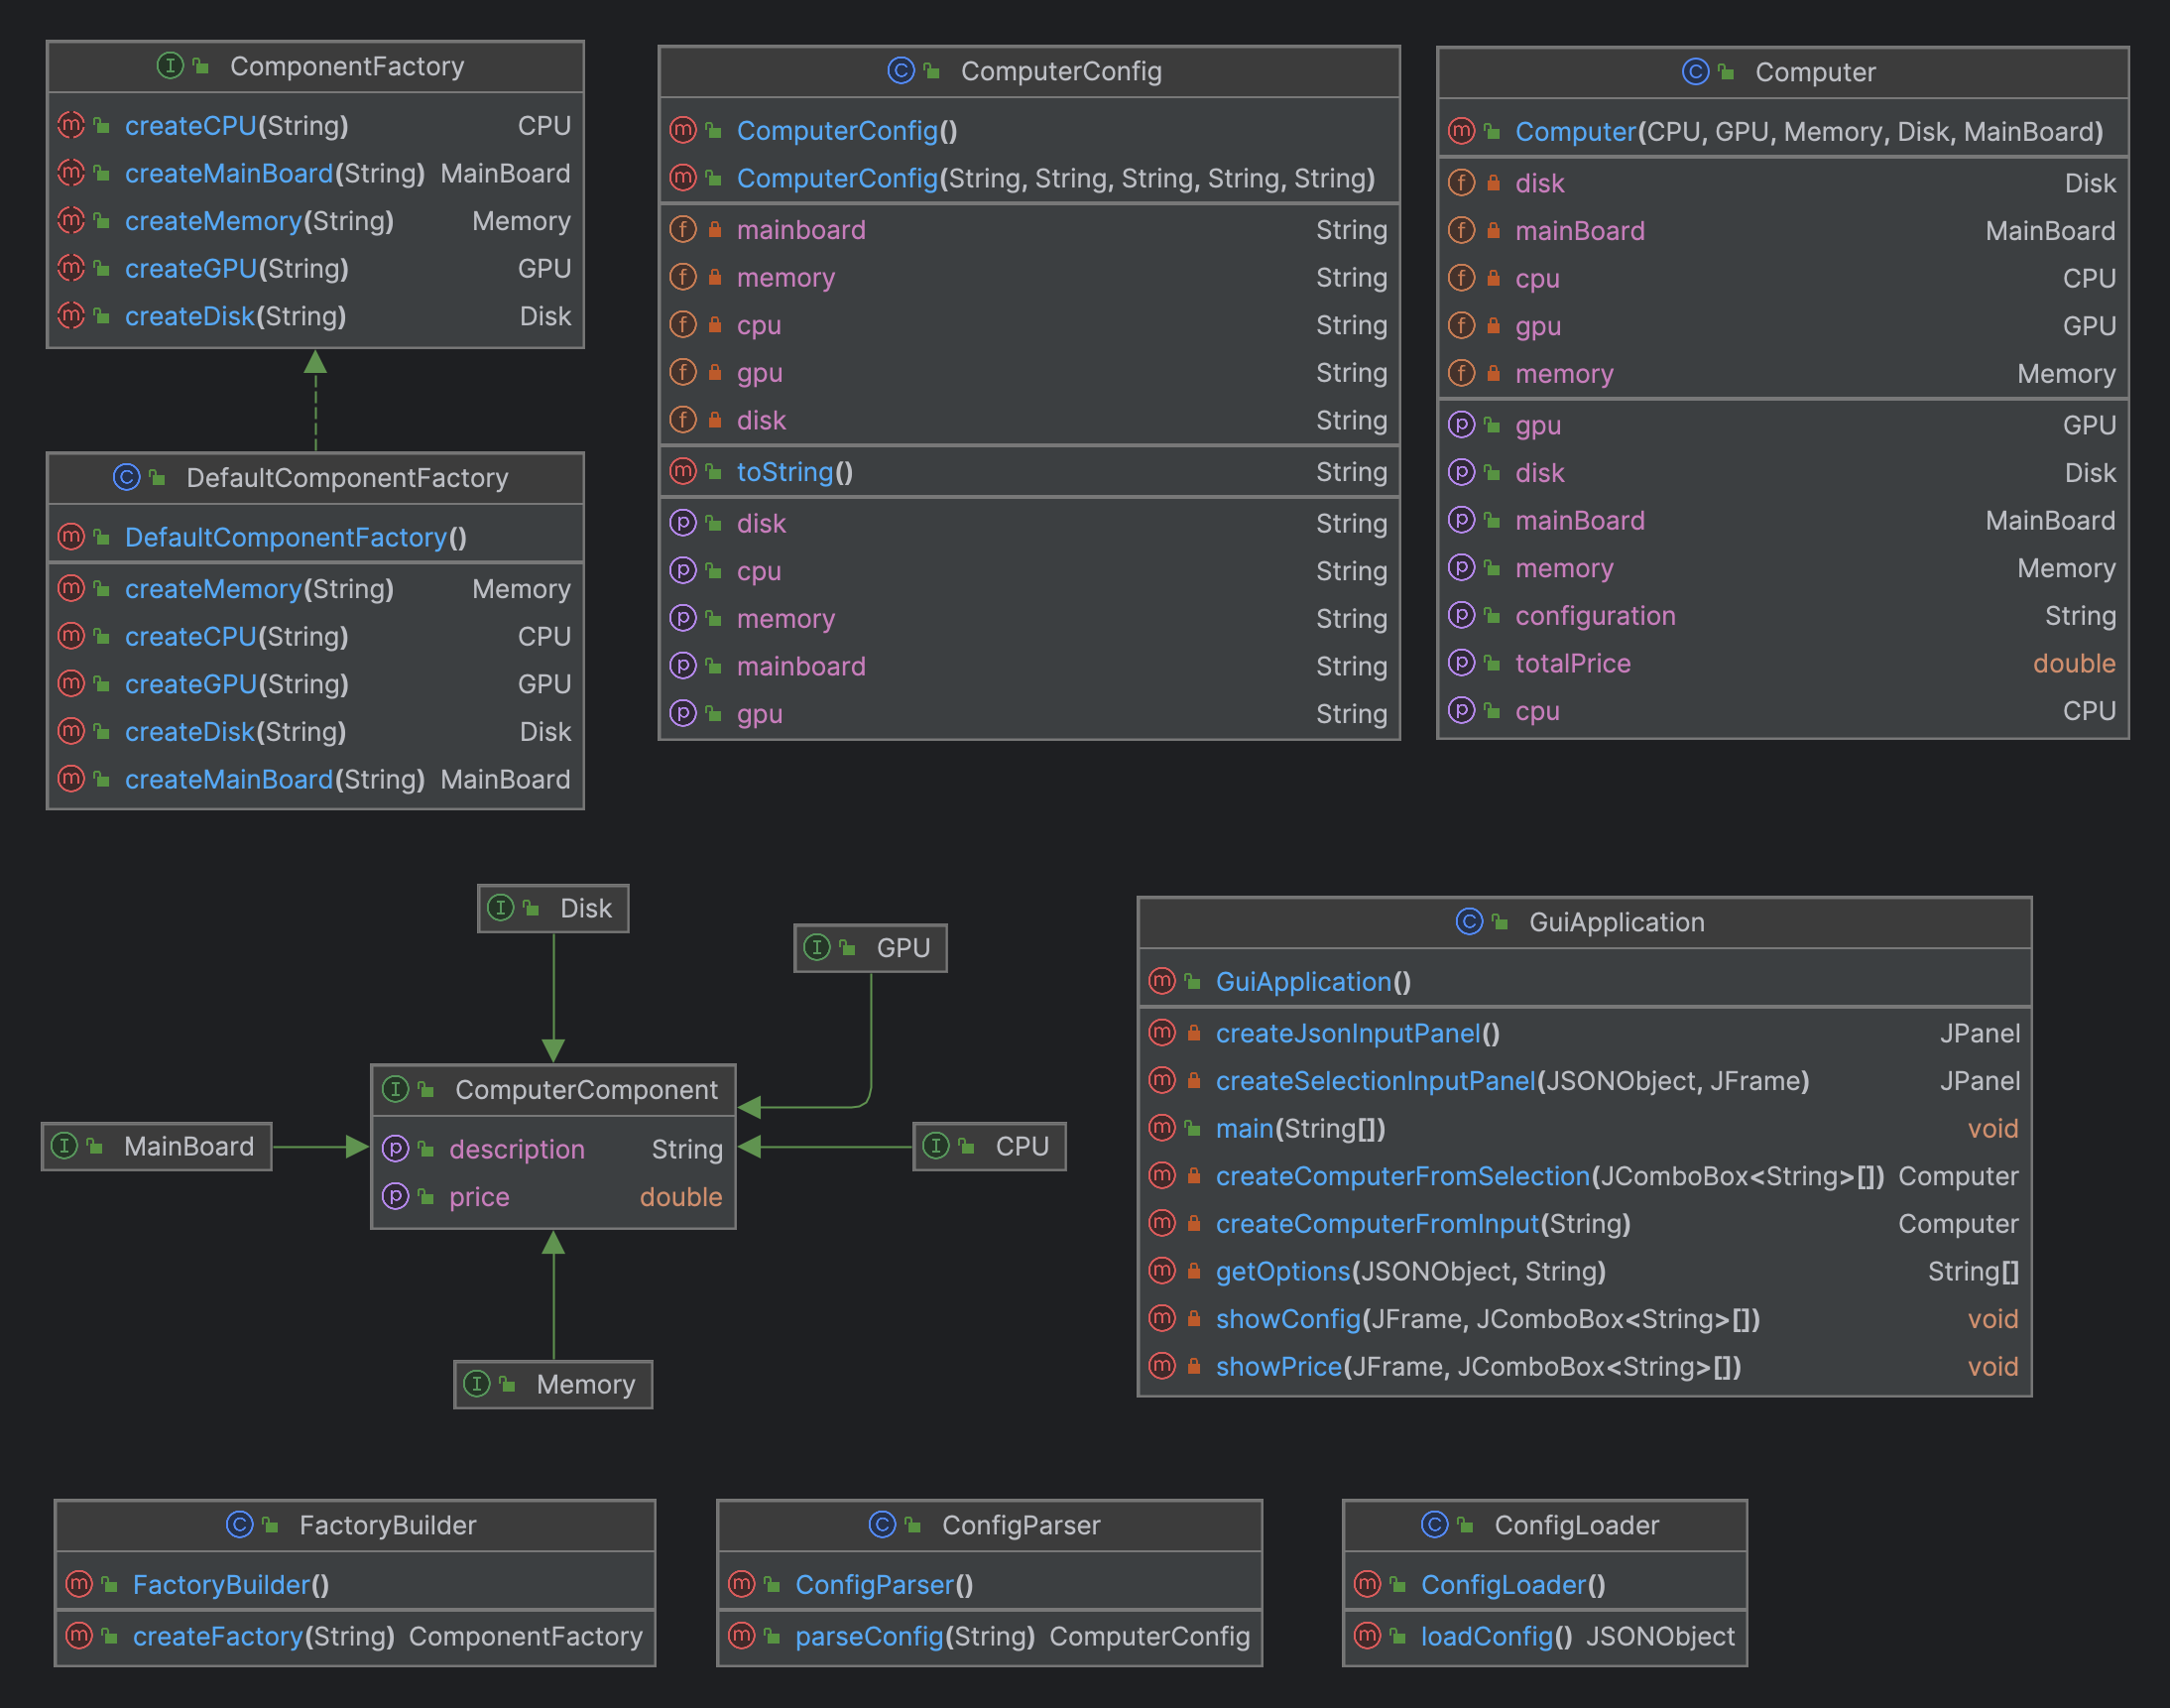 ComponentFactory
createCPU(String) CPU
createMainBoard(String) MainBoard
createMemory(String) Memory
createGPU(String) GPU
createDisk(String) Disk
DefaultComponentFactory
DefaultComponentFactory()
createMemory(String) Memory
createCPU(String) CPU
createGPU(String) GPU
createDisk(String) Disk
createMainBoard(String) MainBoard
ComputerConfig
ComputerConfig()
ComputerConfig(String, String, String, String, String)
mainboard String
memory String
cpu String
gpu String
disk String
toString() String
disk String
cpu String
memory String
mainboard String
gpu String
Computer
Computer(CPU, GPU, Memory, Disk, MainBoard)
disk Disk
mainBoard MainBoard
cpu CPU
gpu GPU
memory Memory
gpu GPU
disk Disk
mainBoard MainBoard
memory Memory
configuration String
totalPrice double
cpu CPU
Disk
GPU
ComputerComponent
description String
price double
MainBoard
CPU
Memory
GuiApplication
GuiApplication()
createJsonInputPanel() JPanel
createSelectionInputPanel(JSONObject, JFrame) JPanel
main(String[]) void
createComputerFromSelection(JComboBox<String>[]) Computer
createComputerFromInput(String) Computer
getOptions(JSONObject, String) String[]
showConfig(JFrame, JComboBox<String>[]) void
showPrice(JFrame, JComboBox<String>[]) void
FactoryBuilder
FactoryBuilder()
createFactory(String) ComponentFactory
ConfigParser
ConfigParser()
parseConfig(String) ComputerConfig
ConfigLoader
ConfigLoader()
loadConfig() JSONObject